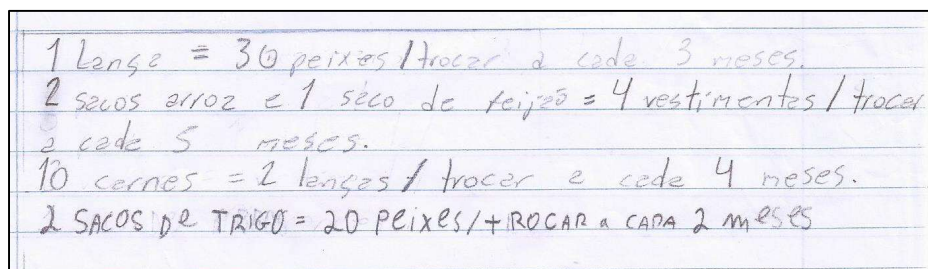 1 Lança = 30 peixes / trocar a cada 3 meses.
2 sacos arroz e 1 saco de feijão = 4 vestimentas / trocar
a cada 5 meses.
10 carnes = 2 lanças / trocar a cada 4 meses.
2 SACOS De TRIGO = 20 Peixes / tROCAR a CADA 2 meses